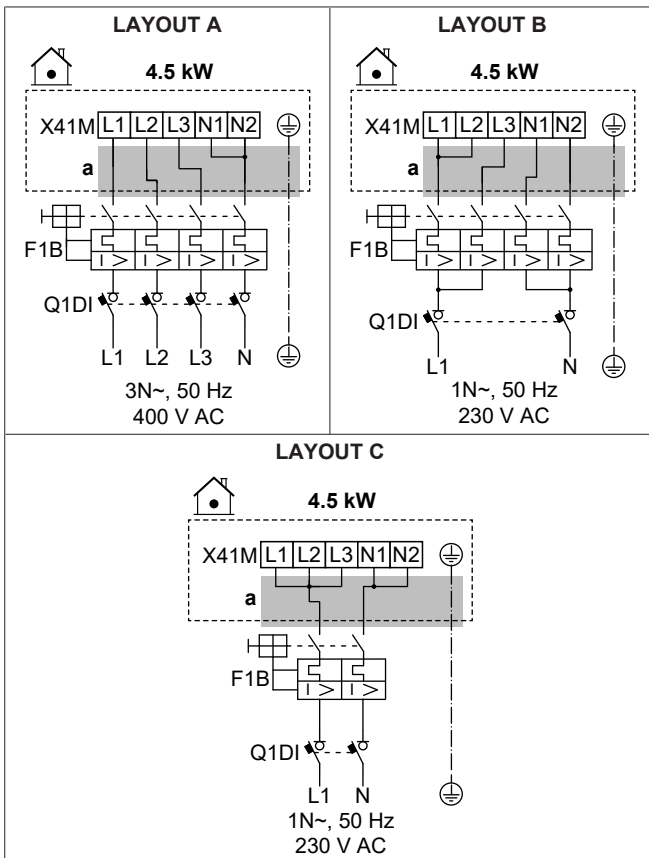 LAYOUT A
4.5 kW
X41M L1 L2 L3 N1 N2
a
F1B
I > I > I > I >
Q1DI
L1 L2 L3 N
3N~, 50 Hz
400 V AC
LAYOUT B
4.5 kW
X41M L1 L2 L3 N1 N2
a
F1B
I > I > I > I >
Q1DI
L1 N
1N~, 50 Hz
230 V AC
LAYOUT C
4.5 kW
X41M L1 L2 L3 N1 N2
a
F1B
I > I >
Q1DI
L1 N
1N~, 50 Hz
230 V AC